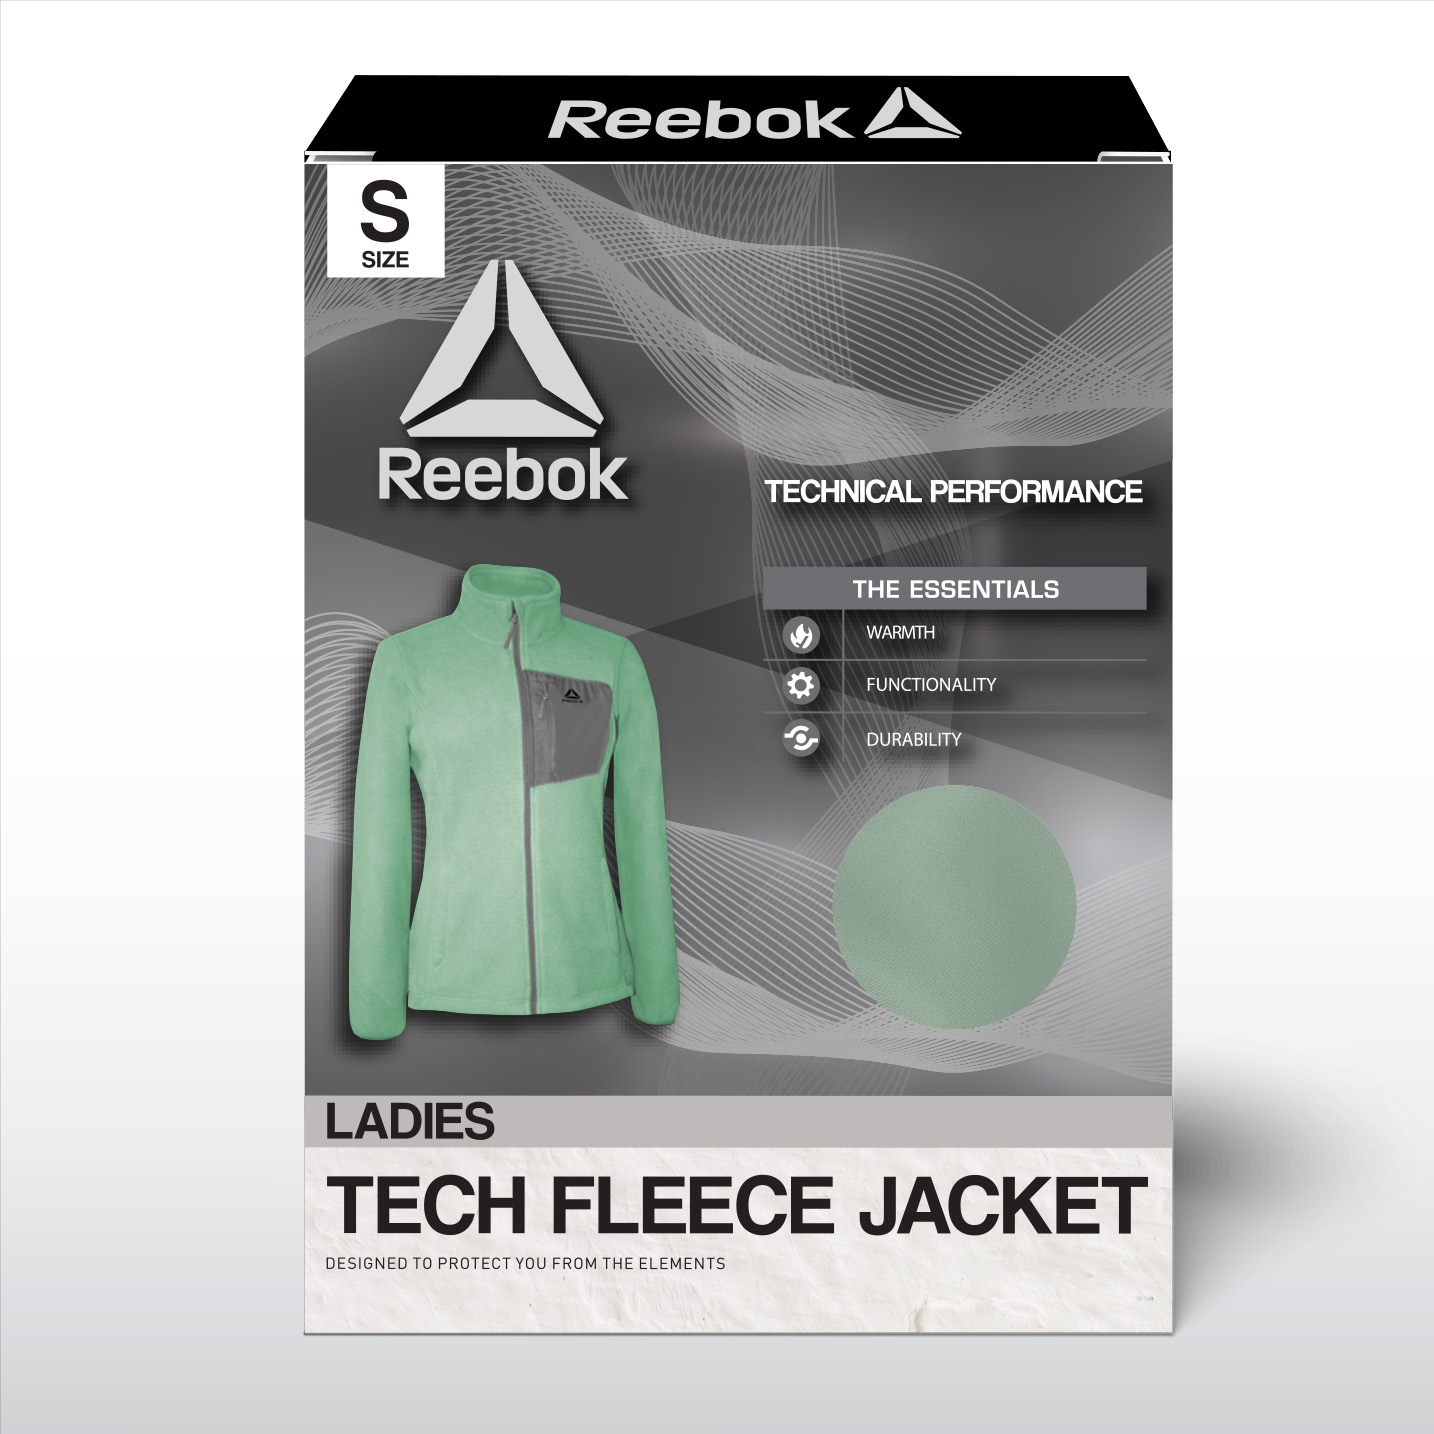 Reebok
S
SIZE
Reebok
TECHNICAL PERFORMANCE
THE ESSENTIALS
WARMTH
FUNCTIONALITY
DURABILITY
LADIES
TECH FLEECE JACKET
DESIGNED TO PROTECT YOU FROM THE ELEMENTS